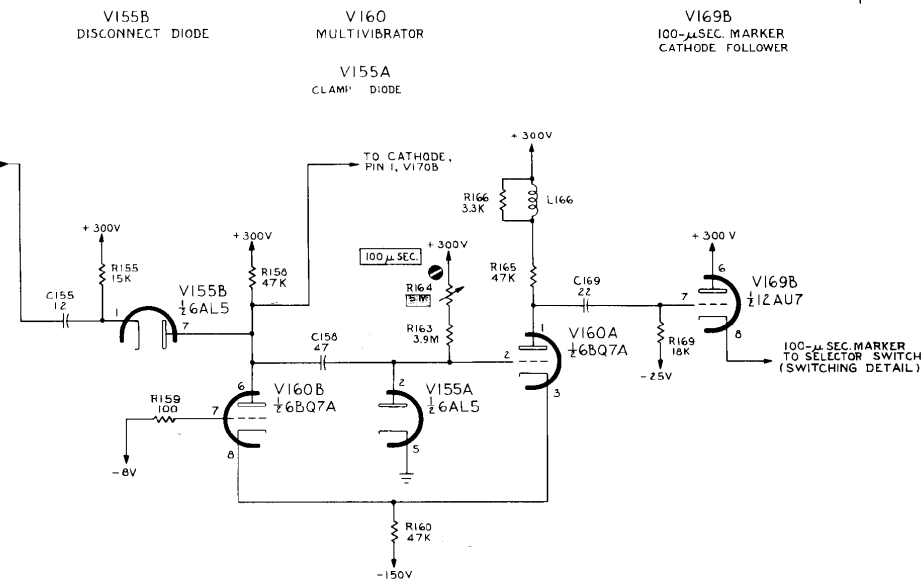 V155B
DISCONNECT DIODE
V160
MULTIVIBRATOR
V155A
CLAMP DIODE
V169B
100-μSEC. MARKER
CATHODE FOLLOWER
+300V
TO CATHODE,
PIN 1, V170B
R166
3.3K
L166
+300V
R155
15K
+300V
R158
47K
100 μ SEC.
+300V
R164
5 M
R165
47K
+300V
6
V169B
½12AU7
7
8
C155
12
1
V155B
½6AL5
7
C169
22
C158
47
R163
3.9M
1
V160A
½6BQ7A
2
3
R169
18K
-25V
100-μ SEC. MARKER
TO SELECTOR SWITCH
(SWITCHING DETAIL)
6
V160B
½6BQ7A
2
V155A
½6AL5
R159
100
7
8
5
-8V
R160
47K
-150V